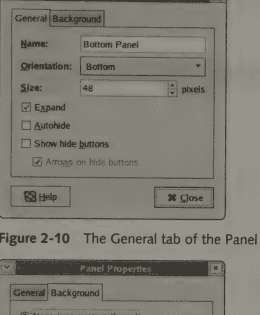 General Background
Name: Bottom Panel
Orientation: Bottom
Size: 48 pixels
Expand
Autohide
Show hide buttons
Arrows on hide buttons
Help Close
Figure 2-10 The General tab of the Panel
Panel Properties
General Background